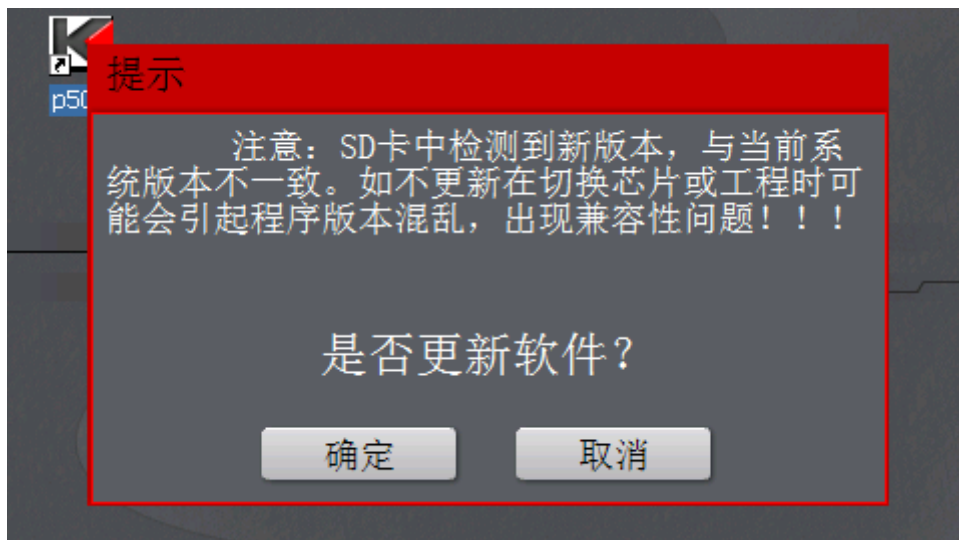 p50
提示
注意：SD卡中检测到新版本，与当前系
统版本不一致。如不更新在切换芯片或工程时可
能会引起程序版本混乱，出现兼容性问题！！！
是否更新软件？
确定
取消